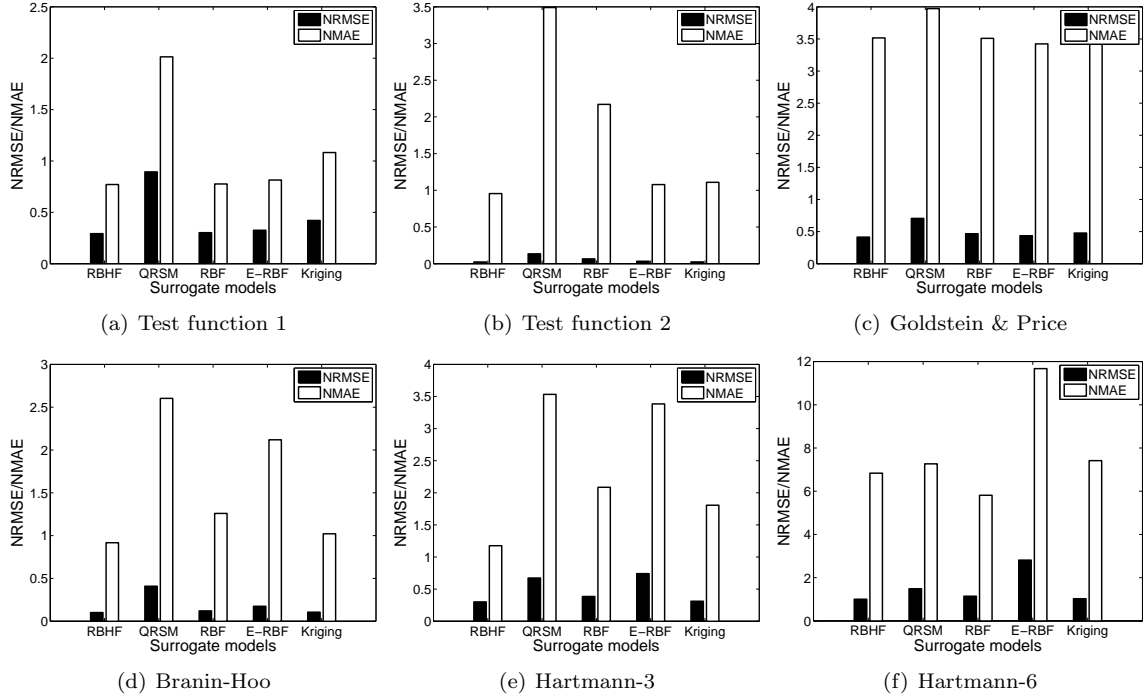 2.5
2
1.5
1
0.5
0
NRMSE/NMAE
NRMSE
NMAE
RBHF QRSM RBF E−RBF Kriging
Surrogate models
(a) Test function 1
3.5
3
2.5
2
1.5
1
0.5
0
NRMSE/NMAE
NRMSE
NMAE
RBHF QRSM RBF E−RBF Kriging
Surrogate models
(b) Test function 2
4
3.5
3
2.5
2
1.5
1
0.5
0
NRMSE/NMAE
NRMSE
NMAE
RBHF QRSM RBF E−RBF Kriging
Surrogate models
(c) Goldstein & Price
3
2.5
2
1.5
1
0.5
0
NRMSE/NMAE
NRMSE
NMAE
RBHF QRSM RBF E−RBF Kriging
Surrogate models
(d) Branin-Hoo
4
3.5
3
2.5
2
1.5
1
0.5
0
NRMSE/NMAE
NRMSE
NMAE
RBHF QRSM RBF E−RBF Kriging
Surrogate models
(e) Hartmann-3
12
10
8
6
4
2
0
NRMSE/NMAE
NRMSE
NMAE
RBHF QRSM RBF E−RBF Kriging
Surrogate models
(f) Hartmann-6